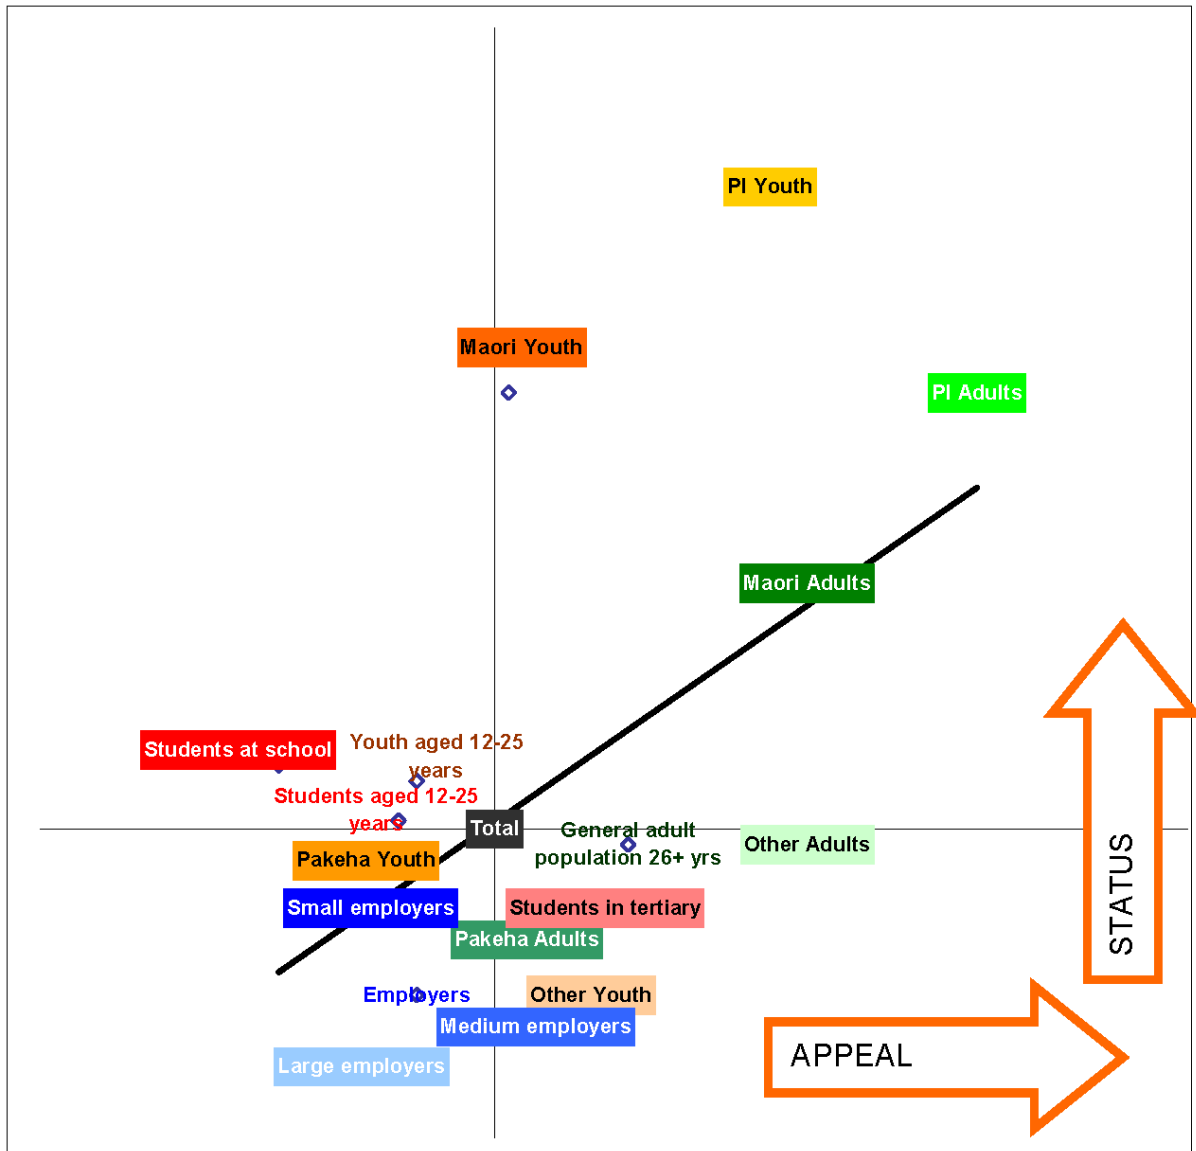 PI Youth
Maori Youth
PI Adults
Maori Adults
Students at school
Youth aged 12-25
years
Students aged 12-25
years
Total
General adult
population 26+ yrs
Other Adults
Pakeha Youth
Small employers
Students in tertiary
Pakeha Adults
Employers
Other Youth
Medium employers
Large employers
STATUS
APPEAL